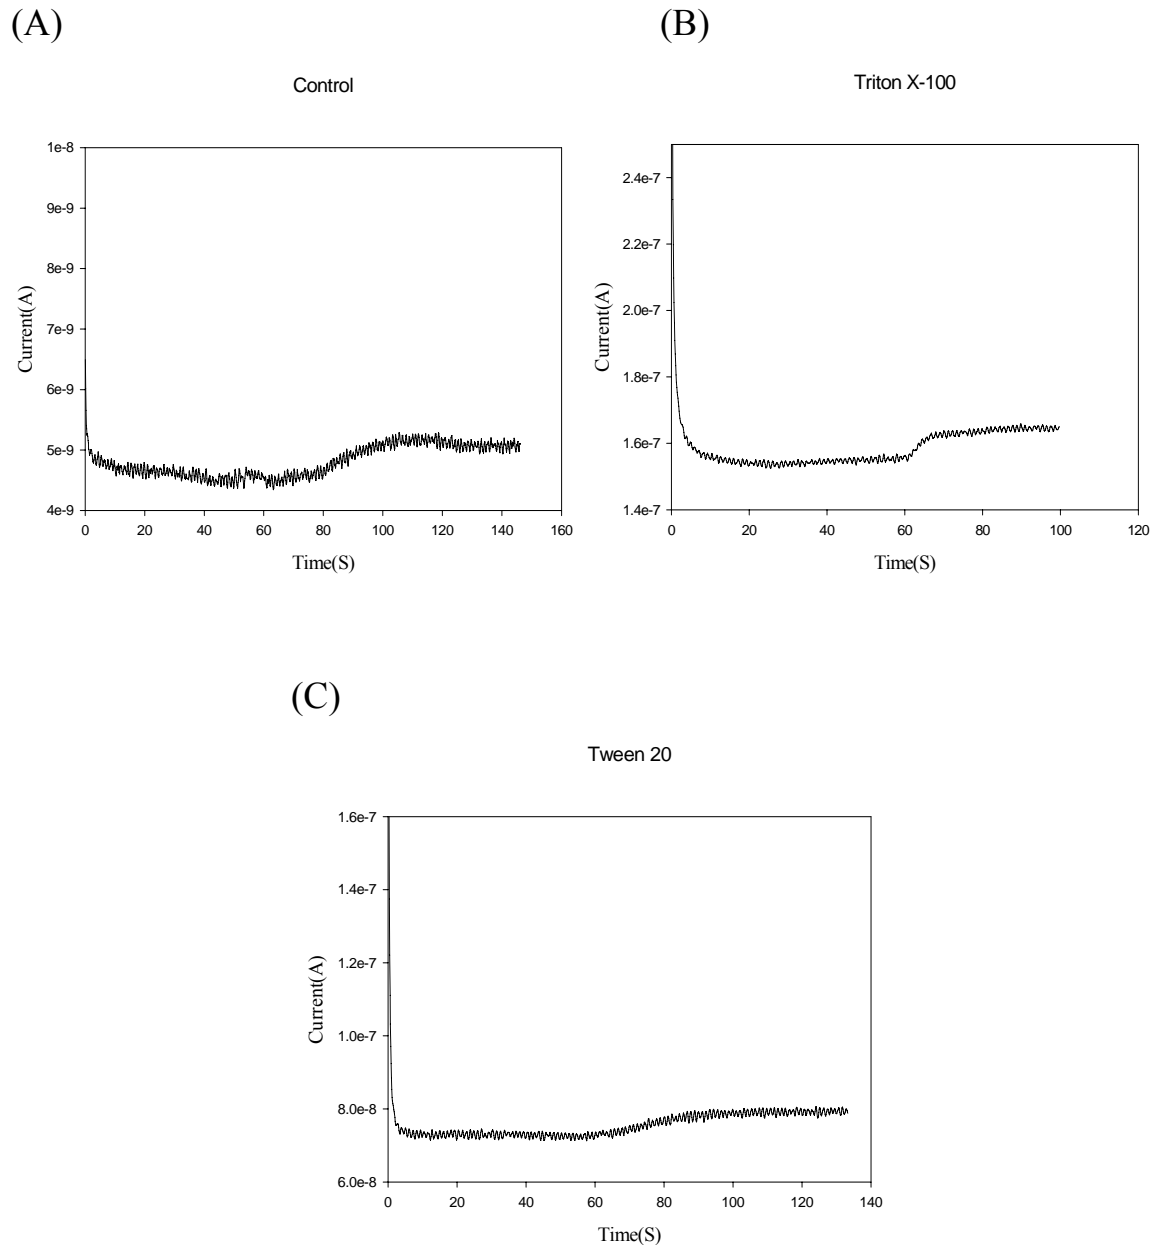 (A)
Control
1e-8
9e-9
8e-9
7e-9
6e-9
5e-9
4e-9
Current(A)
0 20 40 60 80 100 120 140 160
Time(S)
(B)
Triton X-100
2.4e-7
2.2e-7
2.0e-7
1.8e-7
1.6e-7
1.4e-7
Current(A)
0 20 40 60 80 100 120
Time(S)
(C)
Tween 20
1.6e-7
1.4e-7
1.2e-7
1.0e-7
8.0e-8
6.0e-8
Current(A)
0 20 40 60 80 100 120 140
Time(S)